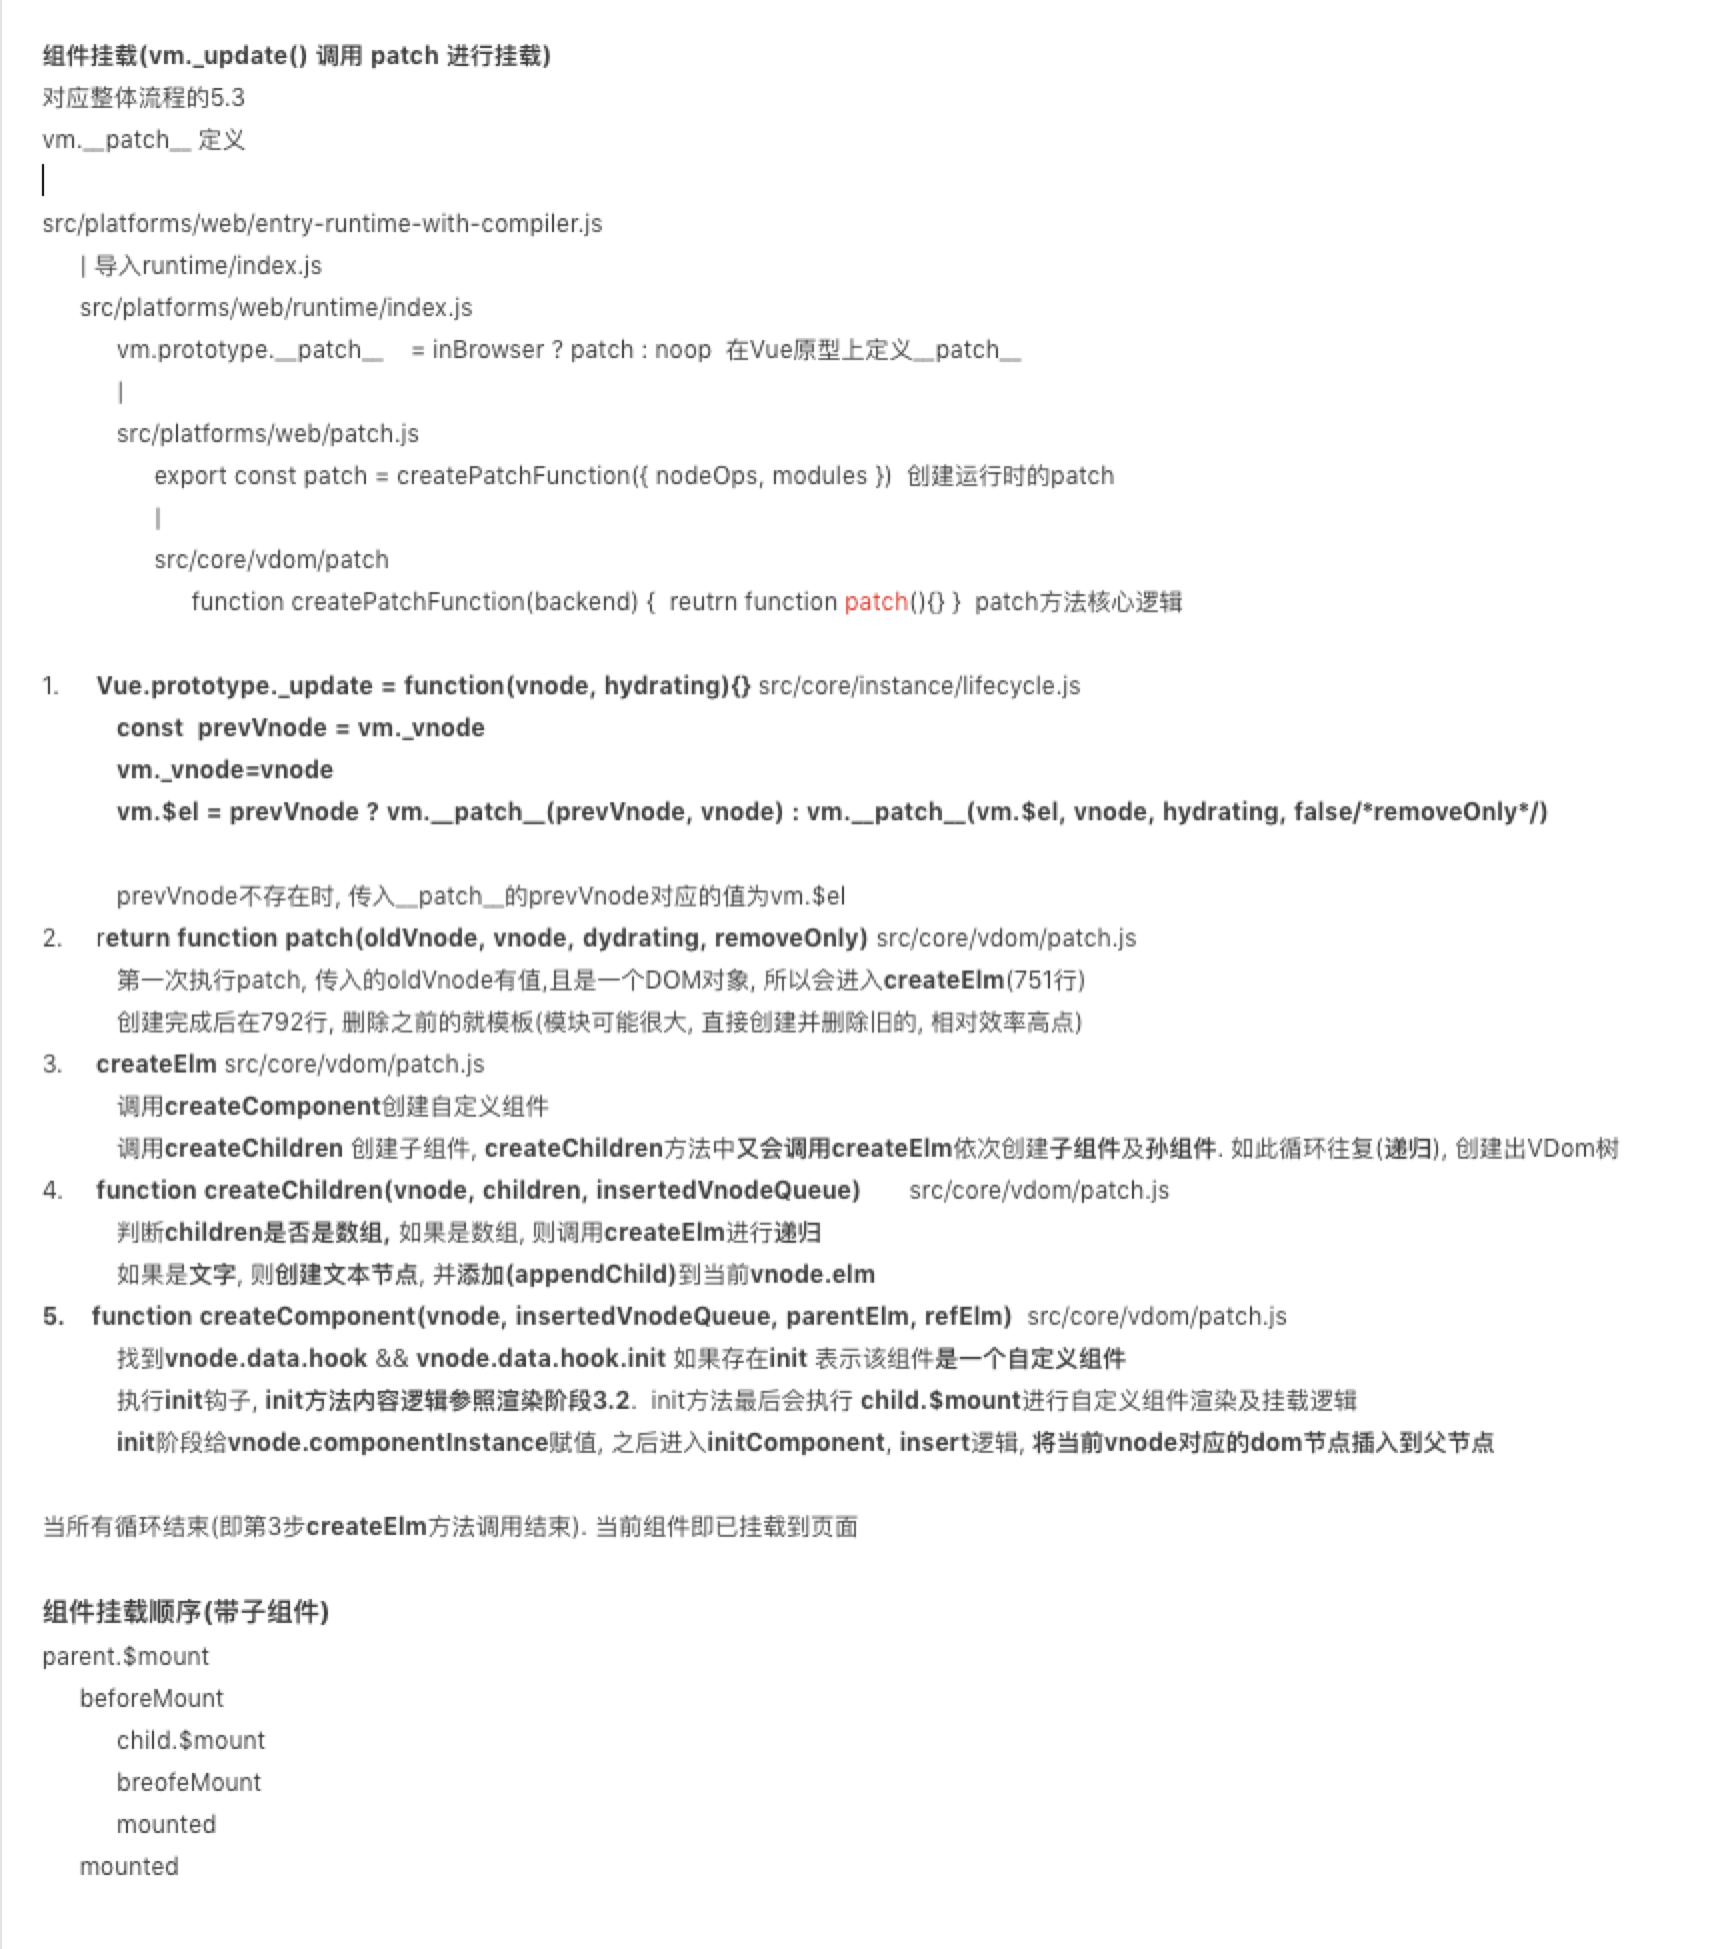 组件挂载(vm._update() 调用 patch 进行挂载)
对应整体流程的5.3
vm.__patch__ 定义
src/platforms/web/entry-runtime-with-compiler.js
| 导入runtime/index.js
src/platforms/web/runtime/index.js
vm.prototype.__patch__ = inBrowser ? patch : noop 在Vue原型上定义__patch__
|
src/platforms/web/patch.js
export const patch = createPatchFunction({ nodeOps, modules }) 创建运行时的patch
|
src/core/vdom/patch
function createPatchFunction(backend) { reutrn function patch(){} } patch方法核心逻辑
1. Vue.prototype._update = function(vnode, hydrating){} src/core/instance/lifecycle.js
const prevVnode = vm._vnode
vm._vnode=vnode
vm.$el = prevVnode ? vm.__patch__(prevVnode, vnode) : vm.__patch__(vm.$el, vnode, hydrating, false/*removeOnly*/)
prevVnode不存在时, 传入__patch__的prevVnode对应的值为vm.$el
2. return function patch(oldVnode, vnode, dydrating, removeOnly) src/core/vdom/patch.js
第一次执行patch, 传入的oldVnode有值,且是一个DOM对象, 所以会进入createElm(751行)
创建完成后在792行, 删除之前的就模板(模块可能很大, 直接创建并删除旧的, 相对效率高点)
3. createElm src/core/vdom/patch.js
调用createComponent创建自定义组件
调用createChildren 创建子组件, createChildren方法中又会调用createElm依次创建子组件及孙组件. 如此循环往复(递归), 创建出VDom树
4. function createChildren(vnode, children, insertedVnodeQueue) src/core/vdom/patch.js
判断children是否是数组, 如果是数组, 则调用createElm进行递归
如果是文字, 则创建文本节点, 并添加(appendChild)到当前vnode.elm
5. function createComponent(vnode, insertedVnodeQueue, parentElm, refElm) src/core/vdom/patch.js
找到vnode.data.hook && vnode.data.hook.init 如果存在init 表示该组件是一个自定义组件
执行init钩子, init方法内容逻辑参照渲染阶段3.2. init方法最后会执行 child.$mount进行自定义组件渲染及挂载逻辑
init阶段给vnode.componentInstance赋值, 之后进入initComponent, insert逻辑, 将当前vnode对应的dom节点插入到父节点
当所有循环结束(即第3步createElm方法调用结束). 当前组件即已挂载到页面
组件挂载顺序(带子组件)
parent.$mount
beforeMount
child.$mount
breofeMount
mounted
mounted